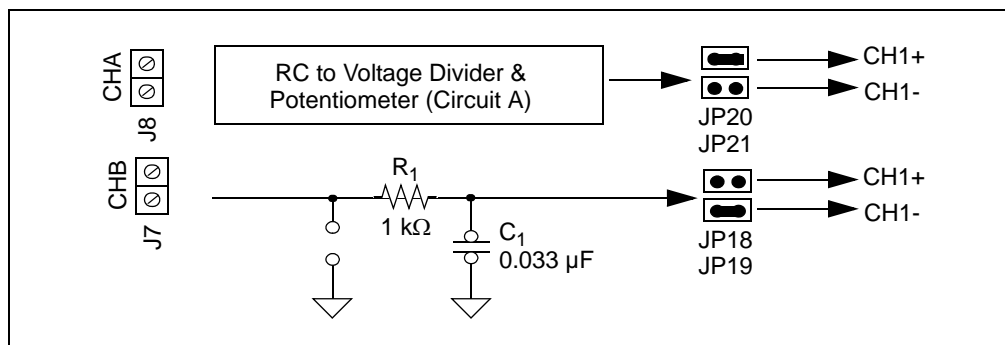 CHA
J8
RC to Voltage Divider &
Potentiometer (Circuit A)
CH1+
CH1-
JP20
JP21
CHB
J7
R1
1 kΩ
C1
0.033 µF
CH1+
CH1-
JP18
JP19